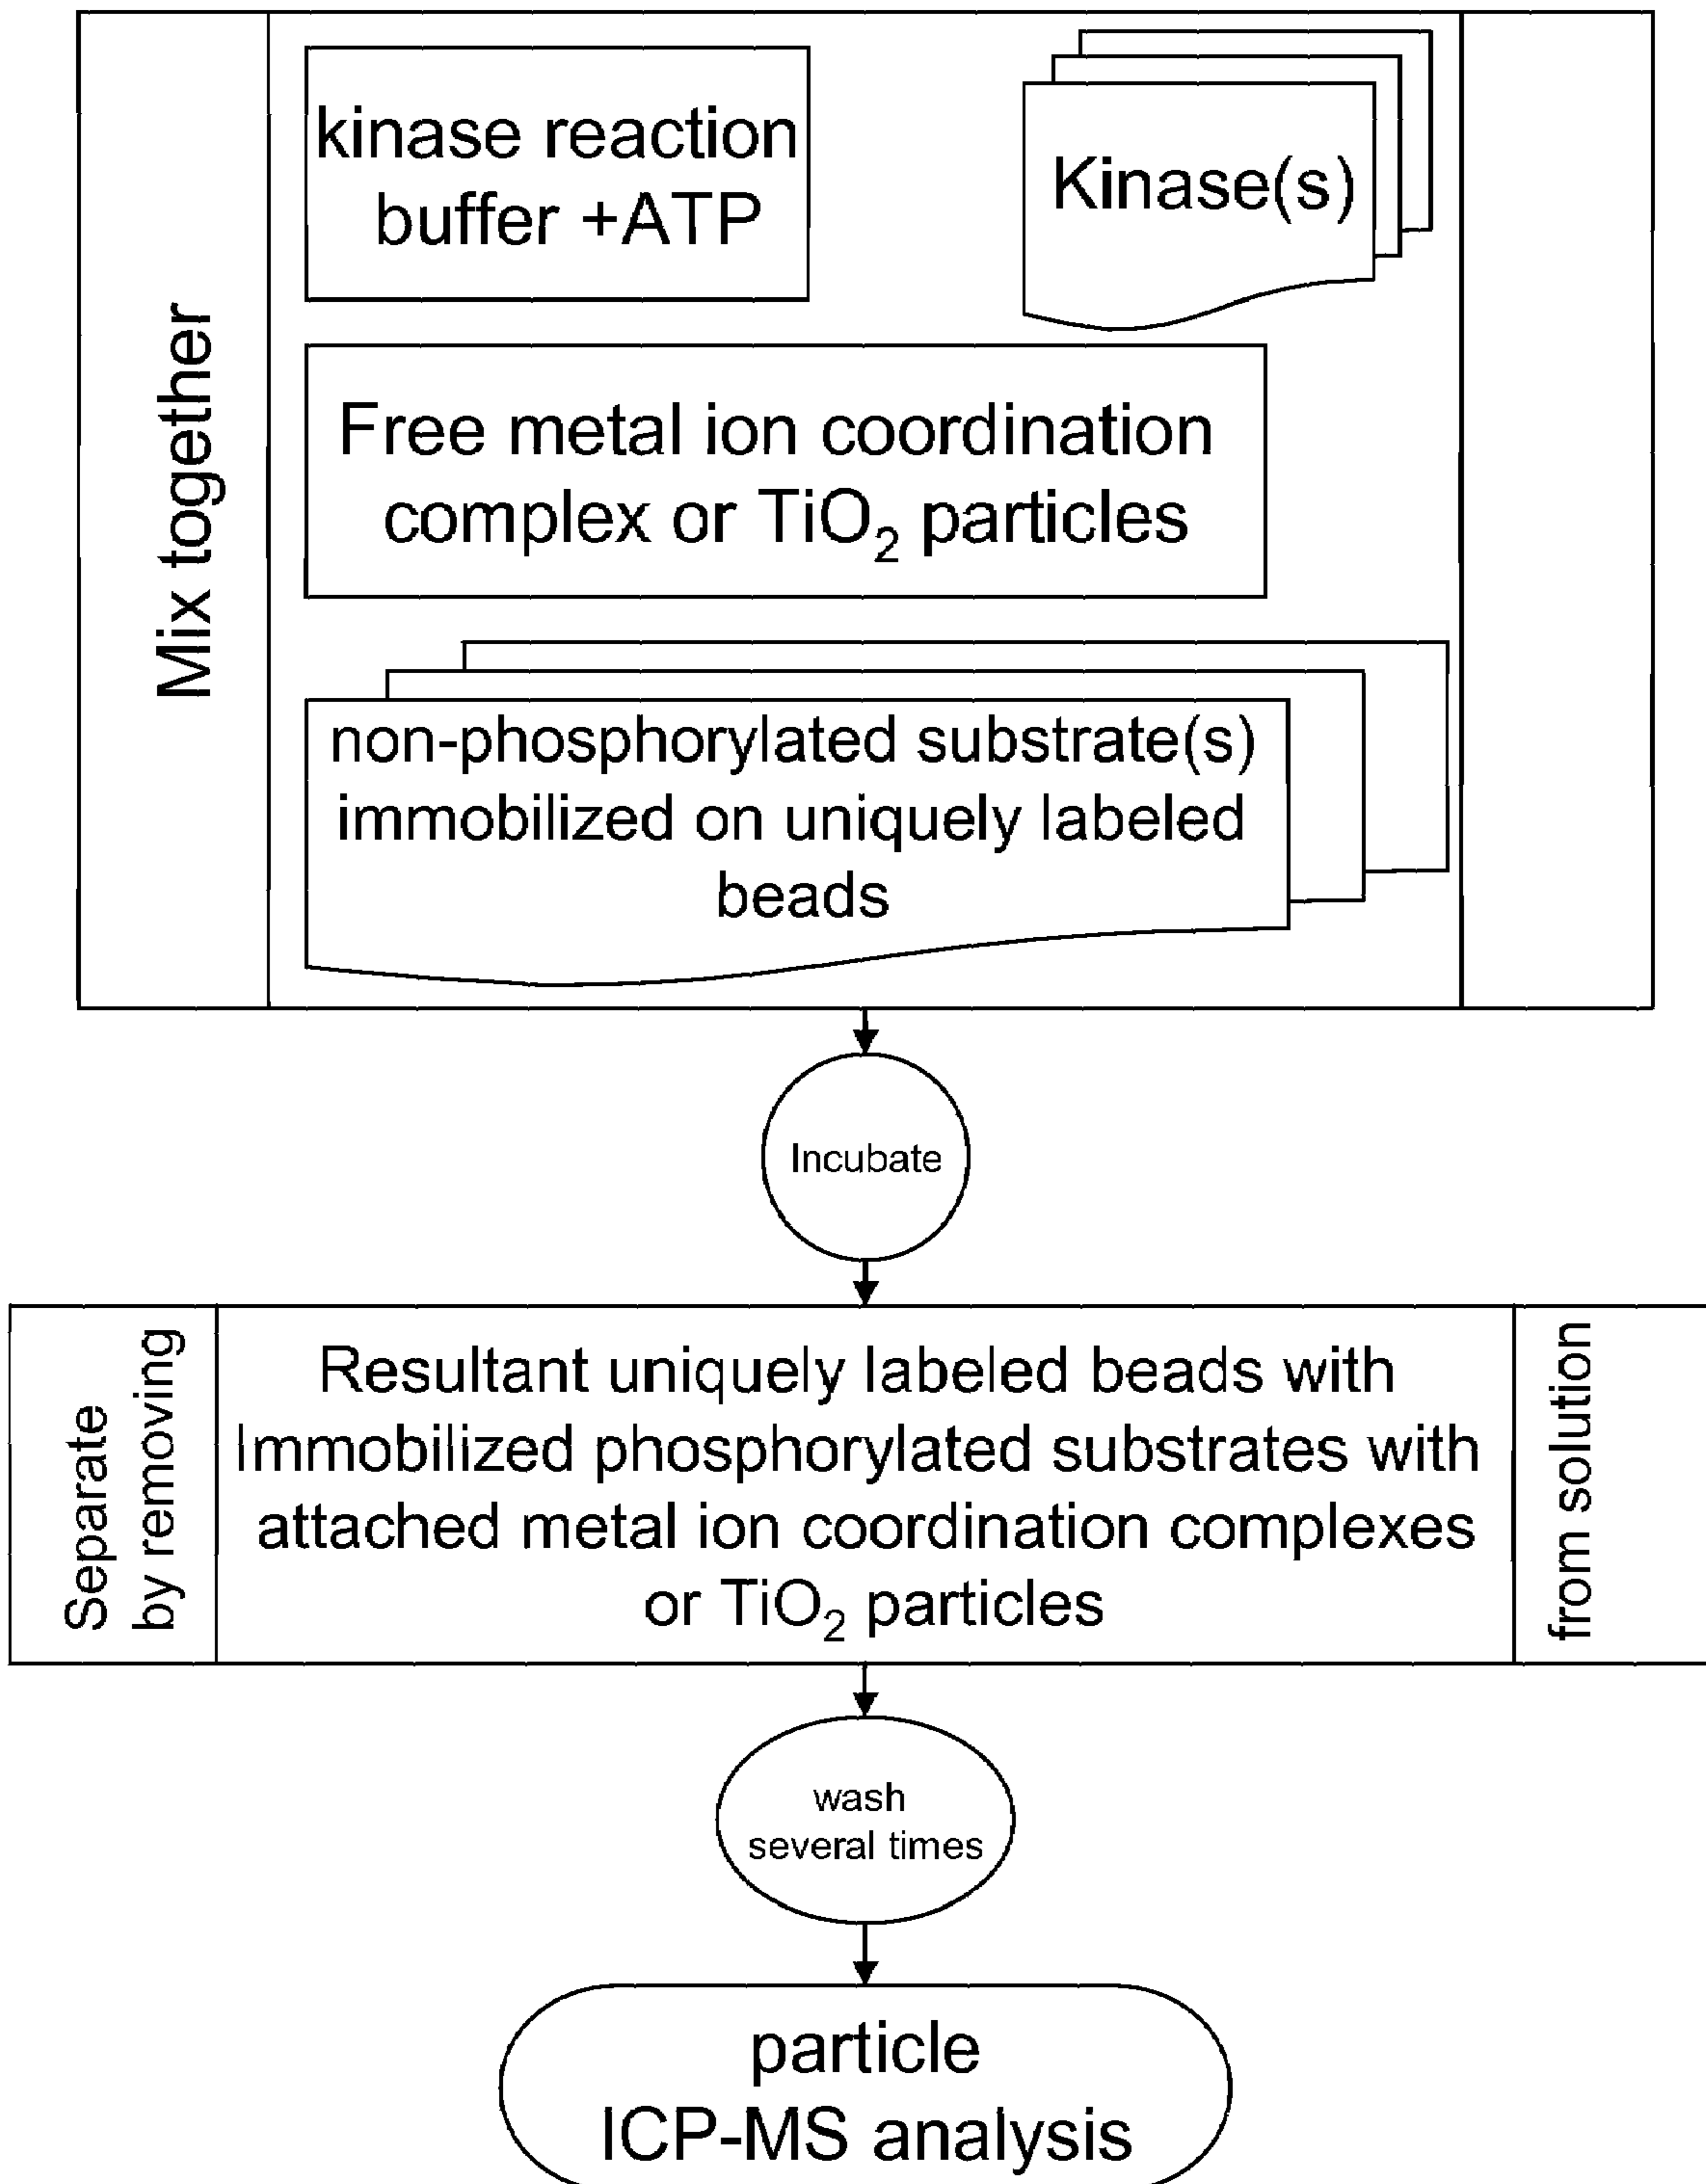 Mix together
kinase reaction
buffer +ATP
Kinase(s)
Free metal ion coordination
complex or TiO₂ particles
non-phosphorylated substrate(s)
immobilized on uniquely labeled
beads
Incubate
Separate
by removing
Resultant uniquely labeled beads with
Immobilized phosphorylated substrates with
attached metal ion coordination complexes
or TiO₂ particles
from solution
wash
several times
particle
ICP-MS analysis